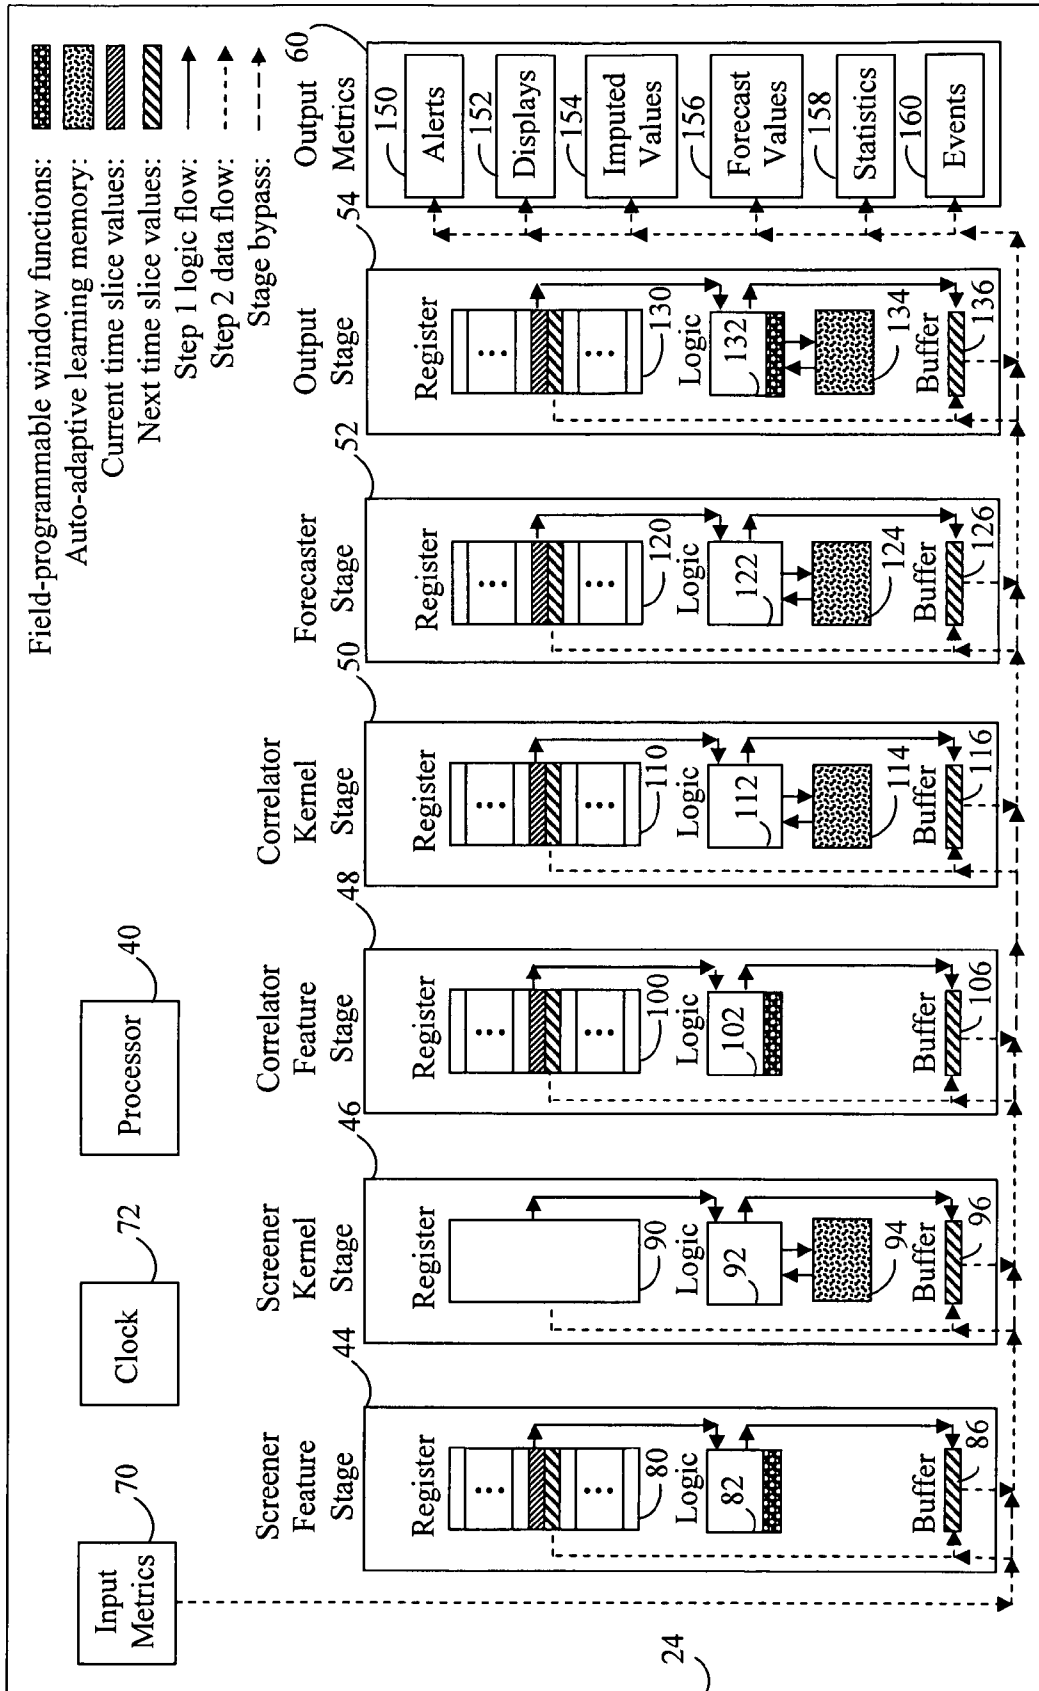 Field-programmable window functions:
Auto-adaptive learning memory:
Current time slice values:
Next time slice values:
Step 1 logic flow:
Step 2 data flow:
Stage bypass:
70
Input
Metrics
72
Clock
40
Processor
24
44
Screener
Feature
Stage
Register
80
Logic
82
Buffer
86
46
Screener
Kernel
Stage
Register
90
Logic
92
94
Buffer
96
48
Correlator
Feature
Stage
Register
100
Logic
102
Buffer
106
50
Correlator
Kernel
Stage
Register
110
Logic
112
114
Buffer
116
52
Forecaster
Stage
Register
120
Logic
122
124
Buffer
126
54
Output
Stage
Register
130
Logic
132
134
Buffer
136
60
Output
Metrics
150
Alerts
152
Displays
154
Imputed
Values
156
Forecast
Values
158
Statistics
160
Events